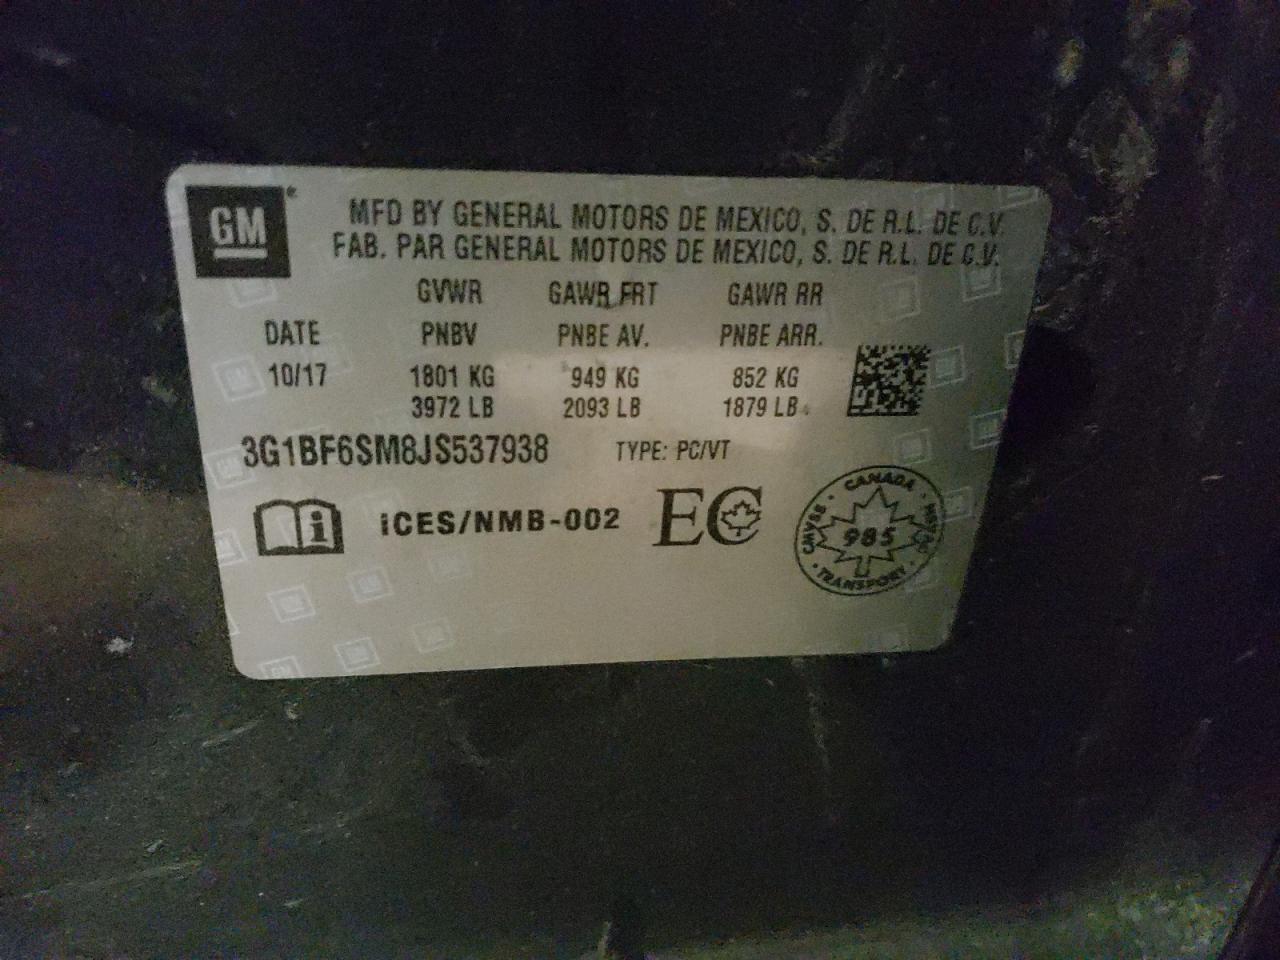 GM
MFD BY GENERAL MOTORS DE MEXICO, S. DE R.L. DE C.V.
FAB. PAR GENERAL MOTORS DE MEXICO, S. DE R.L. DE C.V.
GVWR GAWR FRT GAWR RR
DATE PNBV PNBE AV. PNBE ARR.
10/17 1801 KG 949 KG 852 KG
3972 LB 2093 LB 1879 LB
3G1BF6SM8JS537938 TYPE: PC/VT
i iCES/NMB-002 EC
CANADA
CMVSS 985 NSVAC
TRANSPORT